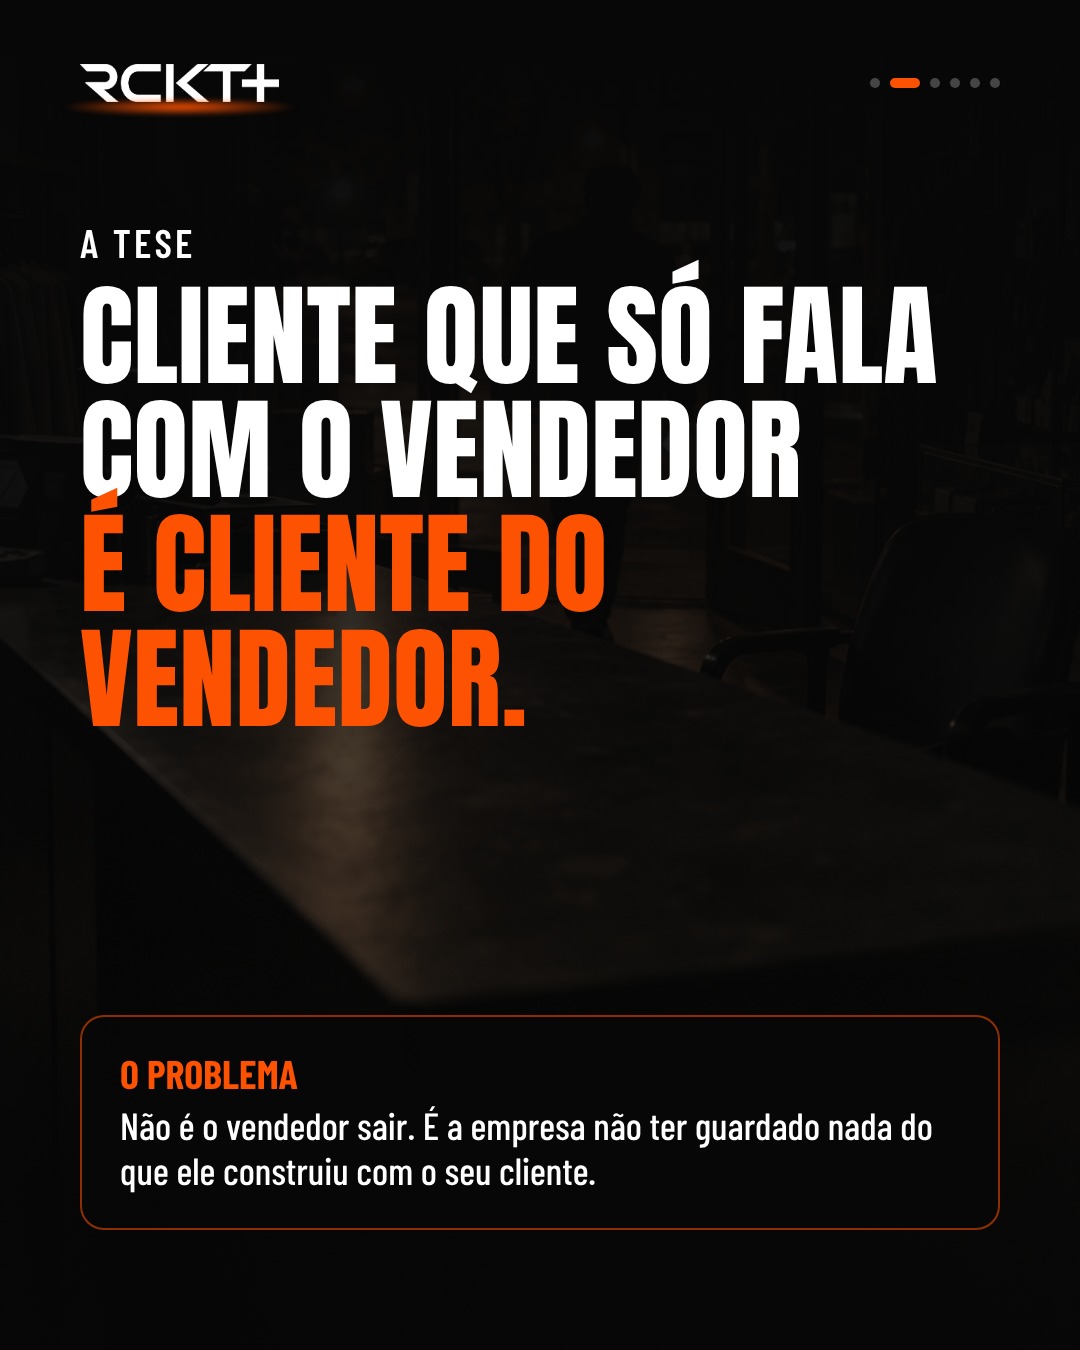 RCKT+
A TESE
CLIENTE QUE SÓ FALA
COM O VENDEDOR
É CLIENTE DO
VENDEDOR.
O PROBLEMA
Não é o vendedor sair. É a empresa não ter guardado nada do
que ele construiu com o seu cliente.